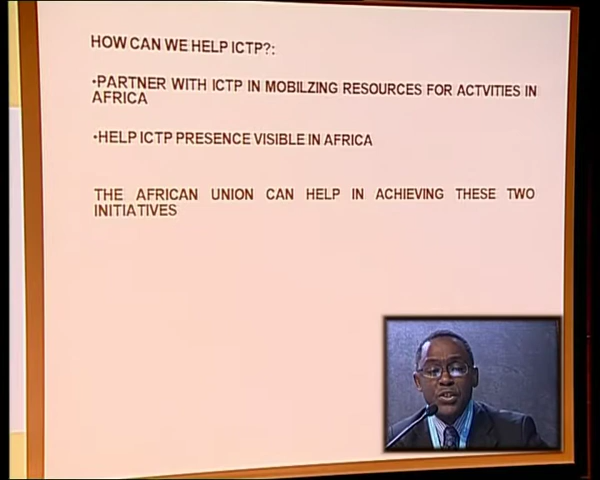 HOW CAN WE HELP ICTP?:
•PARTNER WITH ICTP IN MOBILZING RESOURCES FOR ACTVITIES IN
AFRICA
•HELP ICTP PRESENCE VISIBLE IN AFRICA
THE AFRICAN UNION CAN HELP IN ACHIEVING THESE TWO
INITIATIVES